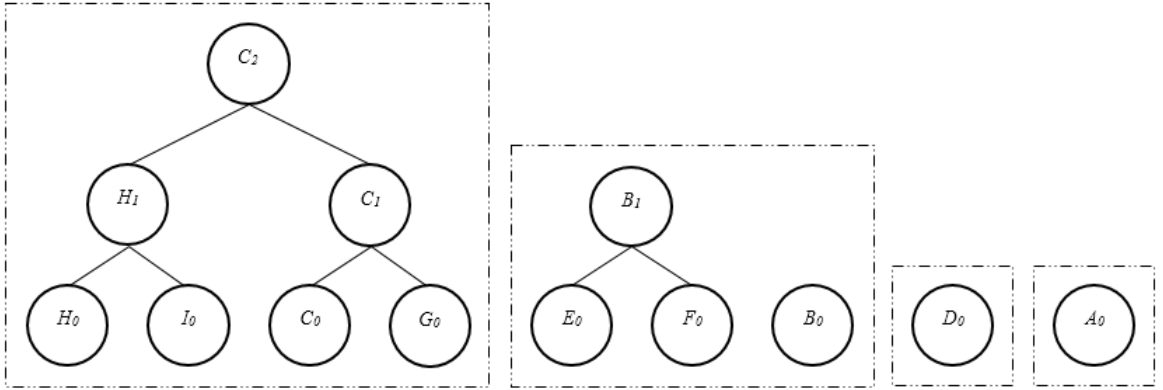 C₂
H₁ C₁ B₁
H₀ I₀ C₀ G₀ E₀ F₀ B₀ D₀ A₀